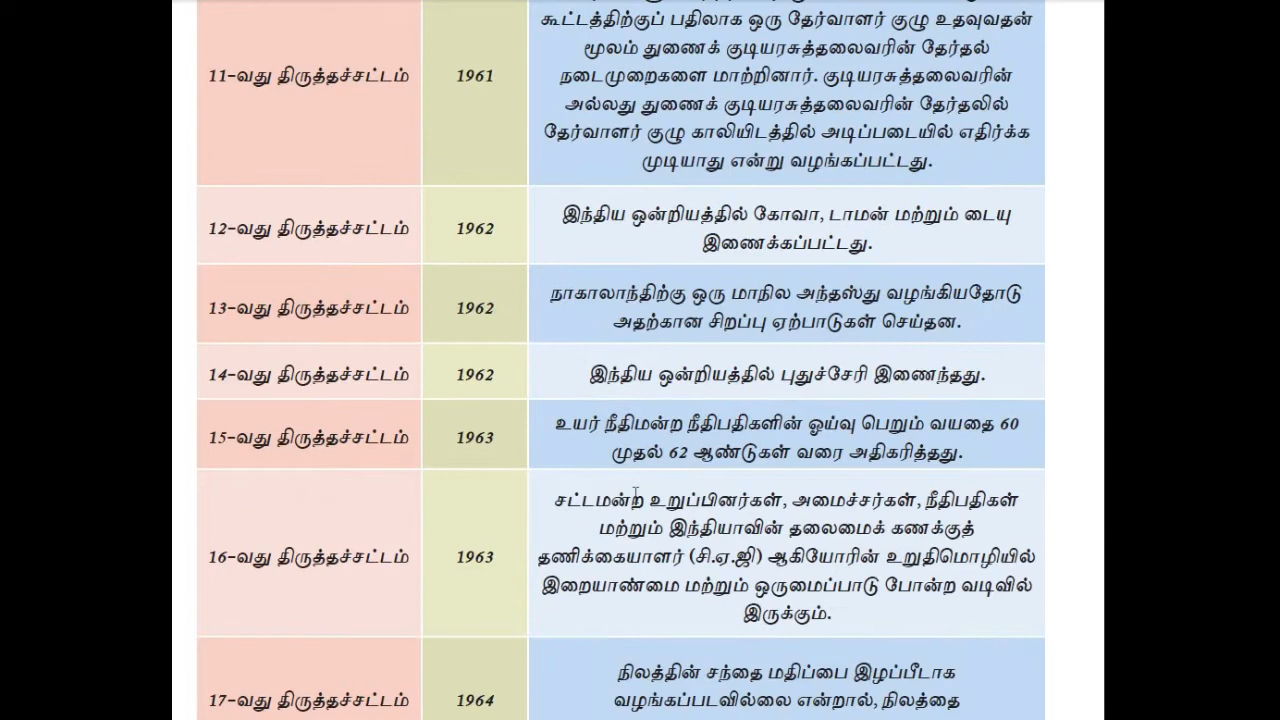 கூட்டத்திற்குப் பதிலாக ஒரு தேர்வாளர் குழு உதவுவதன்
மூலம் துணைக் குடியரசுத்தலைவரின் தேர்தல்
11-வது திருத்தச்சட்டம் 1961 நடைமுறைகளை மாற்றினார். குடியரசுத்தலைவரின்
அல்லது துணைக் குடியரசுத்தலைவரின் தேர்தலில்
தேர்வாளர் குழு காலியிடத்தில் அடிப்படையில் எதிர்க்க
முடியாது என்று வழங்கப்பட்டது.
12-வது திருத்தச்சட்டம் 1962 இந்திய ஒன்றியத்தில் கோவா, டாமன் மற்றும் டையு
இணைக்கப்பட்டது.
13-வது திருத்தச்சட்டம் 1962 நாகாலாந்திற்கு ஒரு மாநில அந்தஸ்து வழங்கியதோடு
அதற்கான சிறப்பு ஏற்பாடுகள் செய்தன.
14-வது திருத்தச்சட்டம் 1962 இந்திய ஒன்றியத்தில் புதுச்சேரி இணைந்தது.
15-வது திருத்தச்சட்டம் 1963 உயர் நீதிமன்ற நீதிபதிகளின் ஓய்வு பெறும் வயதை 60
முதல் 62 ஆண்டுகள் வரை அதிகரித்தது.
சட்டமன்ற உறுப்பினர்கள், அமைச்சர்கள், நீதிபதிகள்
மற்றும் இந்தியாவின் தலைமைக் கணக்குத்
16-வது திருத்தச்சட்டம் 1963 தணிக்கையாளர் (சி.ஏ.ஜி) ஆகியோரின் உறுதிமொழியில்
இறையாண்மை மற்றும் ஒருமைப்பாடு போன்ற வடிவில்
இருக்கும்.
நிலத்தின் சந்தை மதிப்பை இழப்பீடாக
17-வது திருத்தச்சட்டம் 1964 வழங்கப்படவில்லை என்றால், நிலத்தை